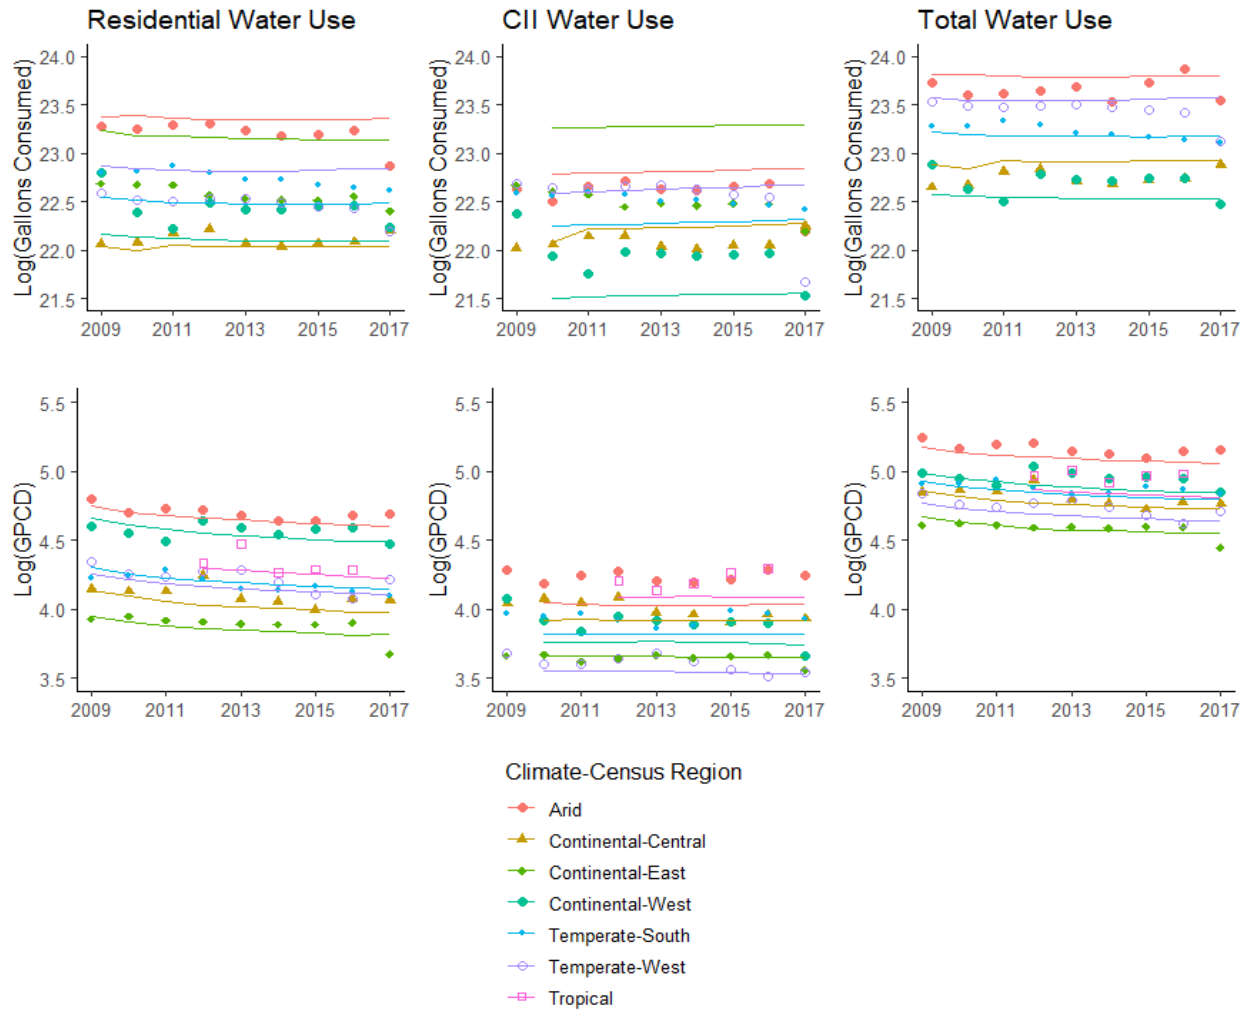 Residential Water Use
CII Water Use
Total Water Use
Log(Gallons Consumed)
24.0
23.5
23.0
22.5
22.0
21.5
2009 2011 2013 2015 2017
Log(Gallons Consumed)
24.0
23.5
23.0
22.5
22.0
21.5
2009 2011 2013 2015 2017
Log(Gallons Consumed)
24.0
23.5
23.0
22.5
22.0
21.5
2009 2011 2013 2015 2017
Log(GPCD)
5.5
5.0
4.5
4.0
3.5
2009 2011 2013 2015 2017
Log(GPCD)
5.5
5.0
4.5
4.0
3.5
2009 2011 2013 2015 2017
Log(GPCD)
5.5
5.0
4.5
4.0
3.5
2009 2011 2013 2015 2017
Climate-Census Region
Arid
Continental-Central
Continental-East
Continental-West
Temperate-South
Temperate-West
Tropical